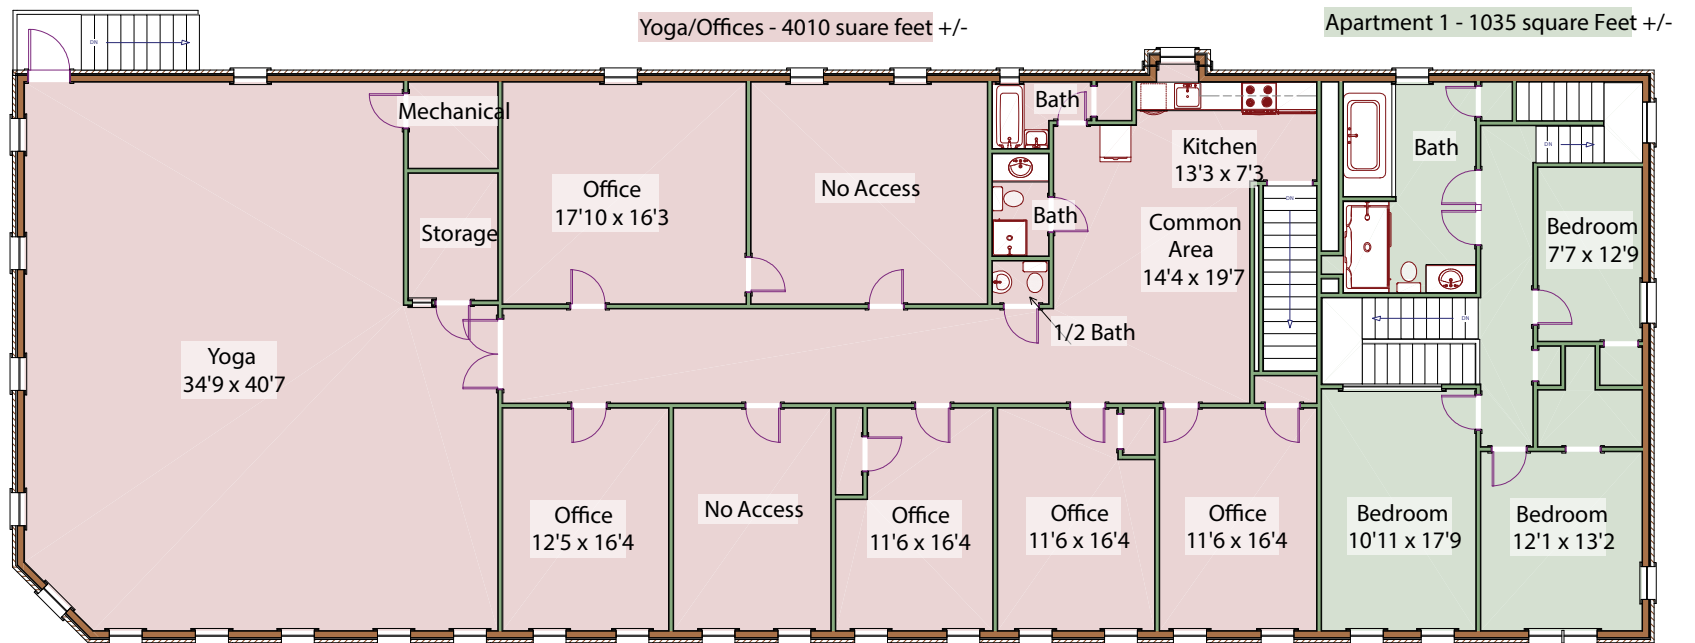 Yoga/Offices - 4010 suare feet +/-
Apartment 1 - 1035 square Feet +/-
DN
Mechanical
Bath
Kitchen
13'3 x 7'3
Bath
DN
Office
17'10 x 16'3
No Access
Storage
Bath
DN
Common
Area
14'4 x 19'7
Bedroom
7'7 x 12'9
1/2 Bath
DN
Yoga
34'9 x 40'7
Office
12'5 x 16'4
No Access
Office
11'6 x 16'4
Office
11'6 x 16'4
Office
11'6 x 16'4
Bedroom
10'11 x 17'9
Bedroom
12'1 x 13'2